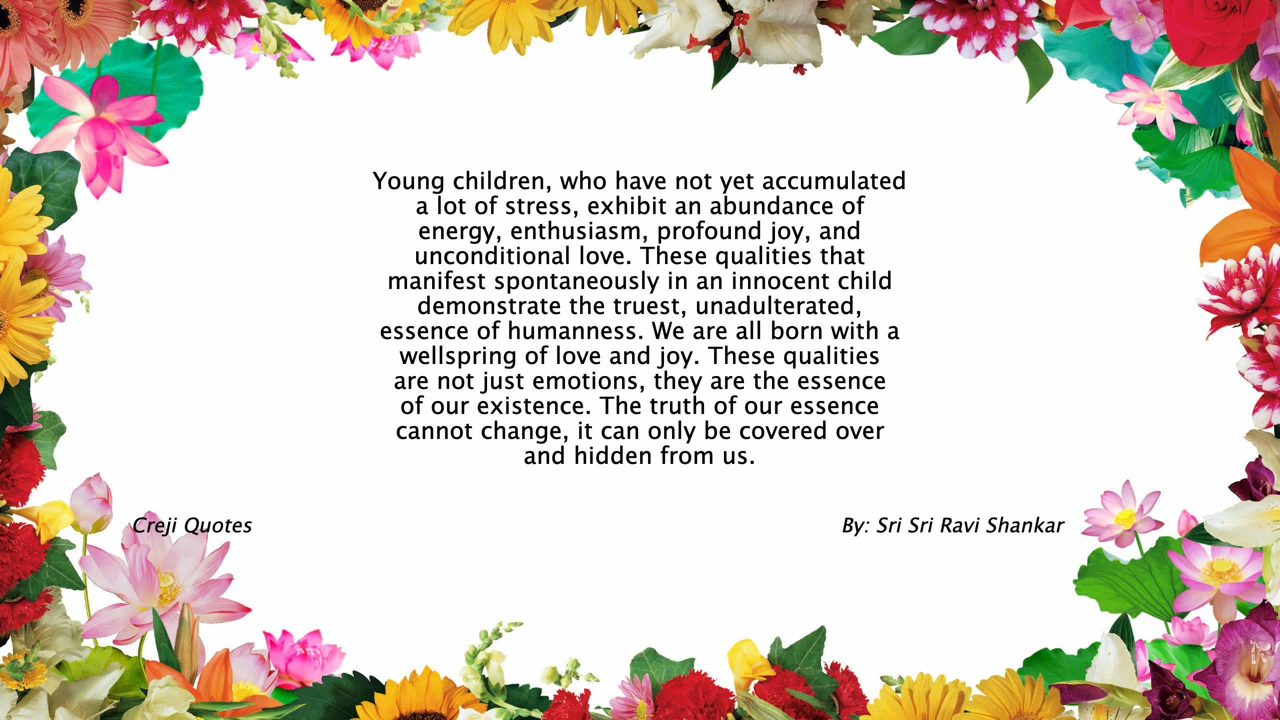 Young children, who have not yet accumulated
a lot of stress, exhibit an abundance of
energy, enthusiasm, profound joy, and
unconditional love. These qualities that
manifest spontaneously in an innocent child
demonstrate the truest, unadulterated,
essence of humanness. We are all born with a
wellspring of love and joy. These qualities
are not just emotions, they are the essence
of our existence. The truth of our essence
cannot change, it can only be covered over
and hidden from us.
Creji Quotes
By: Sri Sri Ravi Shankar